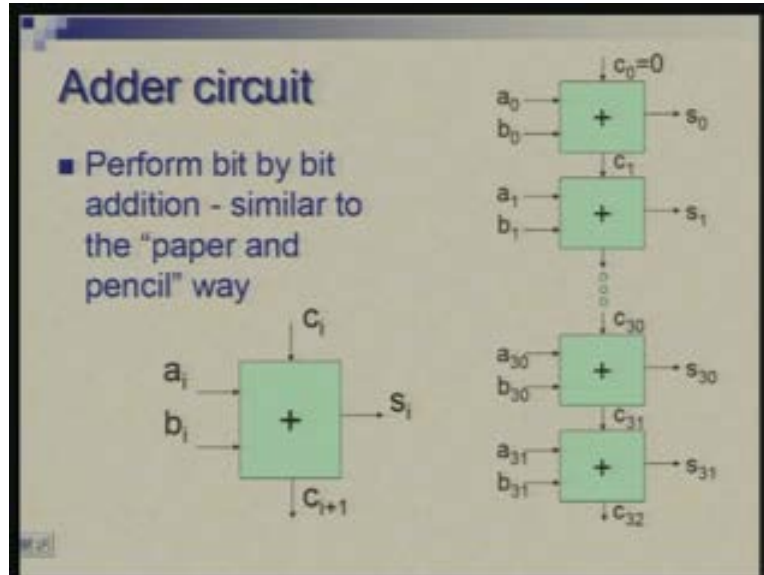 Adder circuit
■ Perform bit by bit
addition - similar to
the "paper and
pencil" way
cᵢ
aᵢ
bᵢ
+
sᵢ
cᵢ₊₁
c₀=0
a₀
b₀
+
s₀
c₁
a₁
b₁
+
s₁
c₃₀
a₃₀
b₃₀
+
s₃₀
c₃₁
a₃₁
b₃₁
+
s₃₁
c₃₂